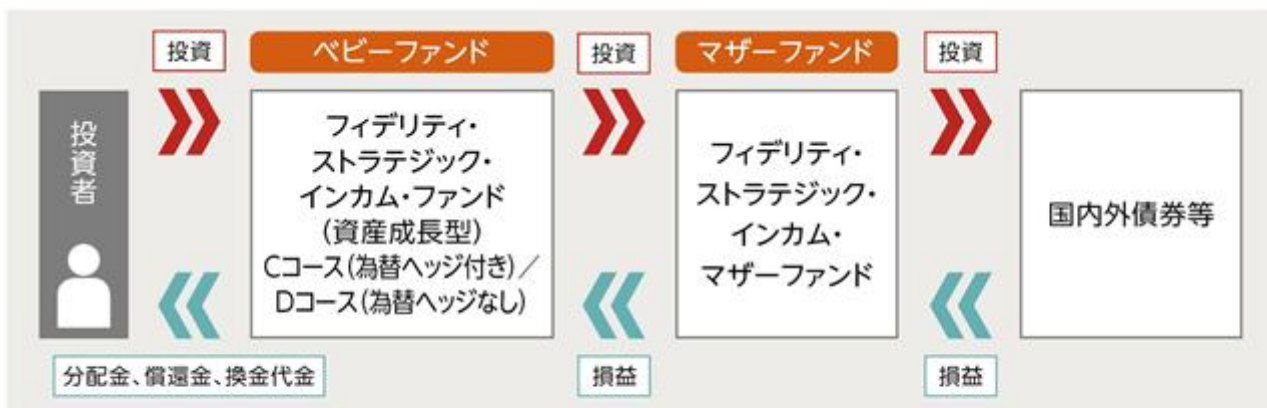 投資
ベビーファンド
投資
マザーファンド
投資
投資者
フィデリティ・
ストラテジック・
インカム・ファンド
(資産成長型)
Cコース(為替ヘッジ付き)/
Dコース(為替ヘッジなし)
フィデリティ・
ストラテジック・
インカム・
マザーファンド
国内外債券等
分配金、償還金、換金代金
損益
損益